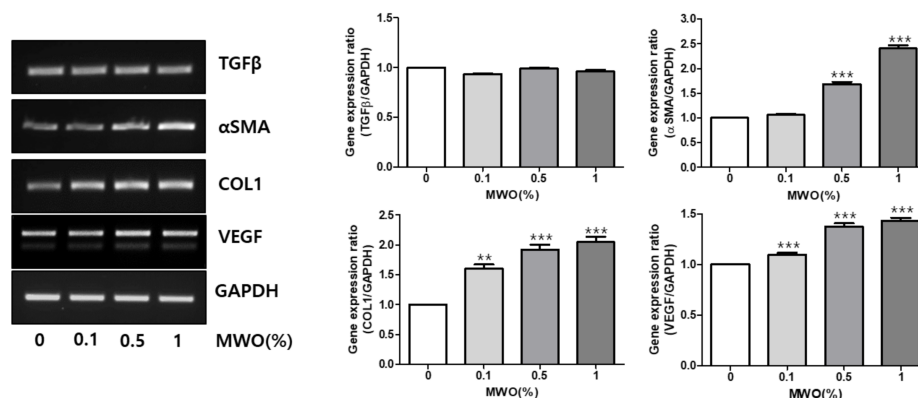 TGFβ
αSMA
COL1
VEGF
GAPDH
0 0.1 0.5 1 MWO(%)
Gene expression ratio
(TGFβ/GAPDH)
1.5
1.0
0.5
0.0
0 0.1 0.5 1
MWO(%)
Gene expression ratio
(αSMA/GAPDH)
3.0
2.5
2.0
1.5
1.0
0.5
0.0
***
***
0 0.1 0.5 1
MWO(%)
Gene expression ratio
(COL1/GAPDH)
2.5
2.0
1.5
1.0
0.5
0.0
**
***
***
0 0.1 0.5 1
MWO(%)
Gene expression ratio
(VEGF/GAPDH)
1.5
1.0
0.5
0.0
***
***
***
0 0.1 0.5 1
MWO(%)